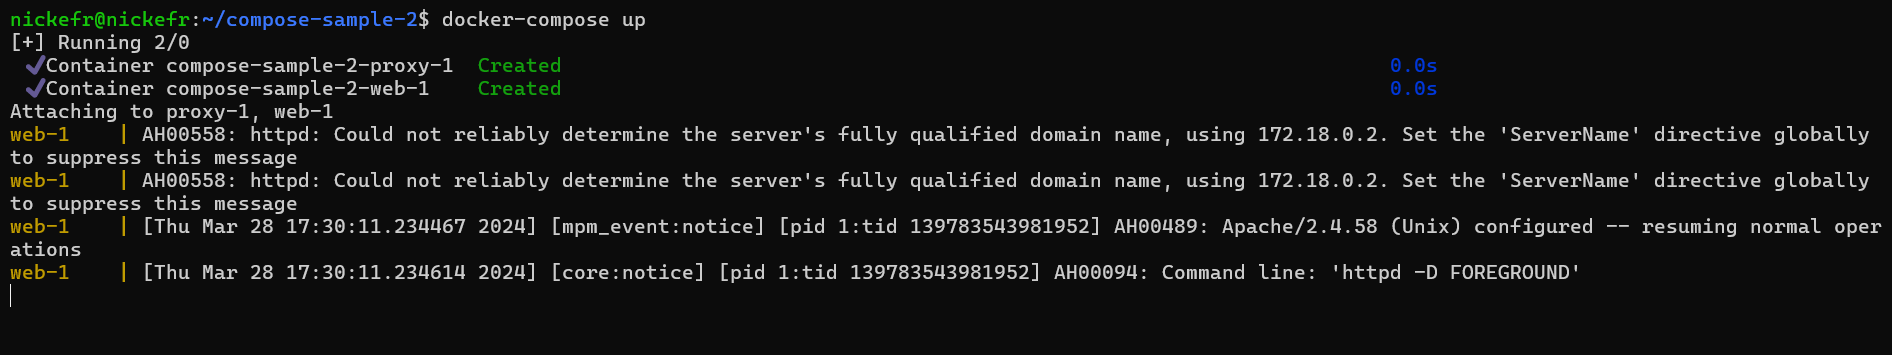 nickefr@nickefr:~/compose-sample-2$ docker-compose up
[+] Running 2/0
✔Container compose-sample-2-proxy-1  Created  0.0s
✔Container compose-sample-2-web-1    Created  0.0s
Attaching to proxy-1, web-1
web-1    | AH00558: httpd: Could not reliably determine the server's fully qualified domain name, using 172.18.0.2. Set the 'ServerName' directive globally
to suppress this message
web-1    | AH00558: httpd: Could not reliably determine the server's fully qualified domain name, using 172.18.0.2. Set the 'ServerName' directive globally
to suppress this message
web-1    | [Thu Mar 28 17:30:11.234467 2024] [mpm_event:notice] [pid 1:tid 139783543981952] AH00489: Apache/2.4.58 (Unix) configured -- resuming normal oper
ations
web-1    | [Thu Mar 28 17:30:11.234614 2024] [core:notice] [pid 1:tid 139783543981952] AH00094: Command line: 'httpd -D FOREGROUND'